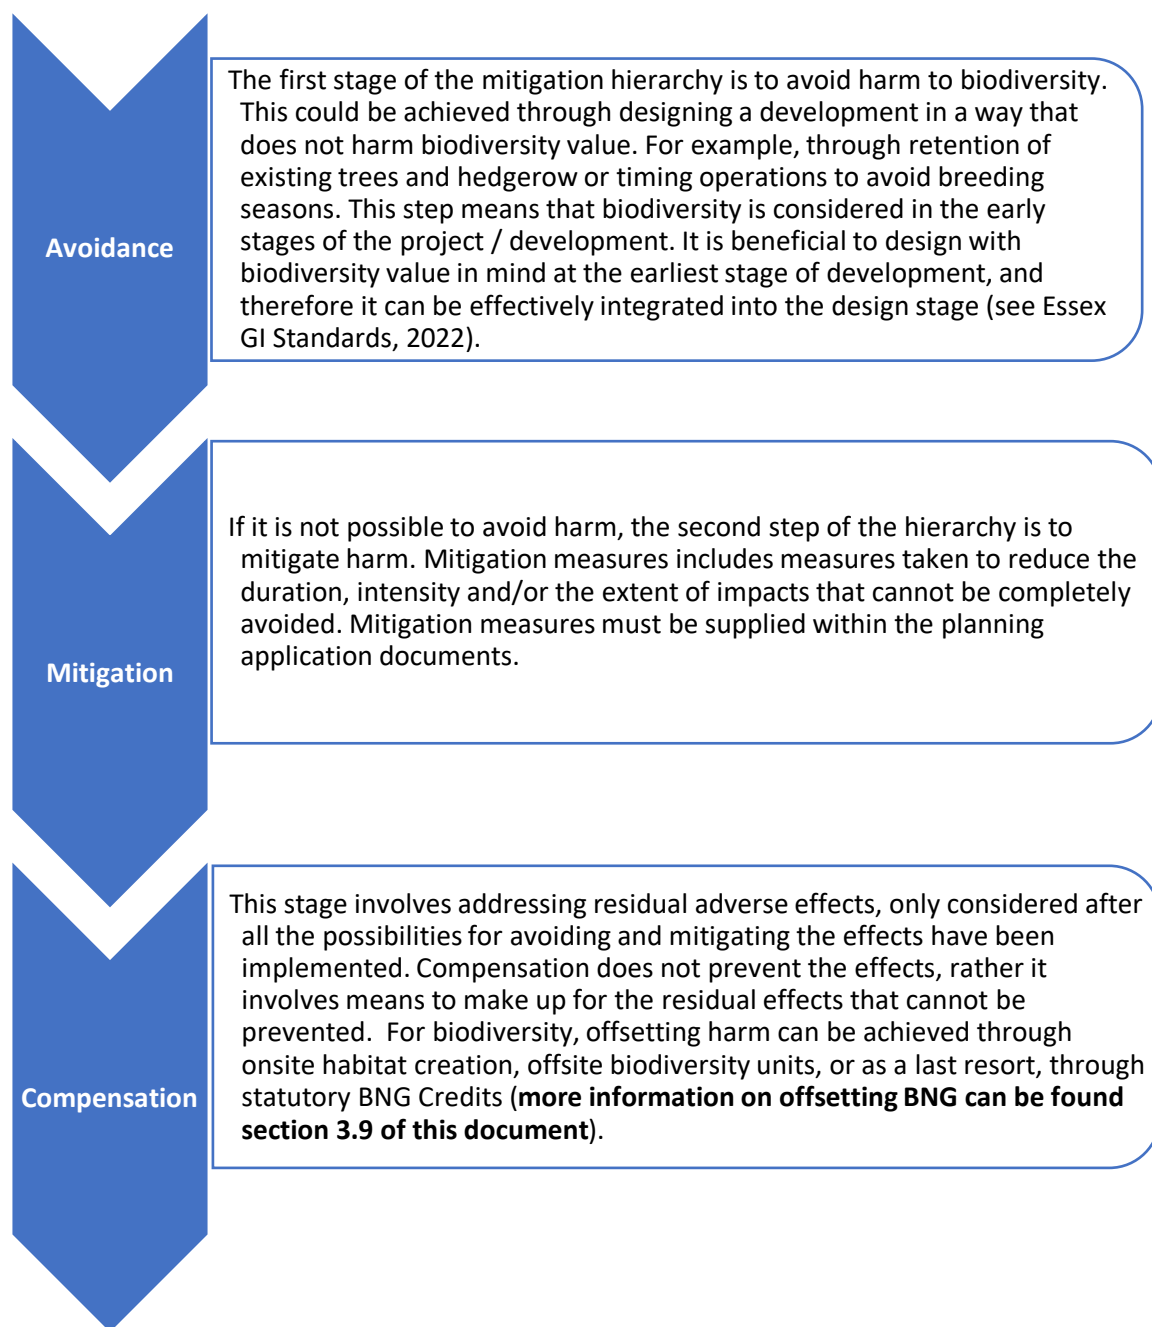 Avoidance
The first stage of the mitigation hierarchy is to avoid harm to biodiversity.
This could be achieved through designing a development in a way that
does not harm biodiversity value. For example, through retention of
existing trees and hedgerow or timing operations to avoid breeding
seasons. This step means that biodiversity is considered in the early
stages of the project / development. It is beneficial to design with
biodiversity value in mind at the earliest stage of development, and
therefore it can be effectively integrated into the design stage (see Essex
GI Standards, 2022).
Mitigation
If it is not possible to avoid harm, the second step of the hierarchy is to
mitigate harm. Mitigation measures includes measures taken to reduce the
duration, intensity and/or the extent of impacts that cannot be completely
avoided. Mitigation measures must be supplied within the planning
application documents.
Compensation
This stage involves addressing residual adverse effects, only considered after
all the possibilities for avoiding and mitigating the effects have been
implemented. Compensation does not prevent the effects, rather it
involves means to make up for the residual effects that cannot be
prevented.  For biodiversity, offsetting harm can be achieved through
onsite habitat creation, offsite biodiversity units, or as a last resort, through
statutory BNG Credits (more information on offsetting BNG can be found
section 3.9 of this document).